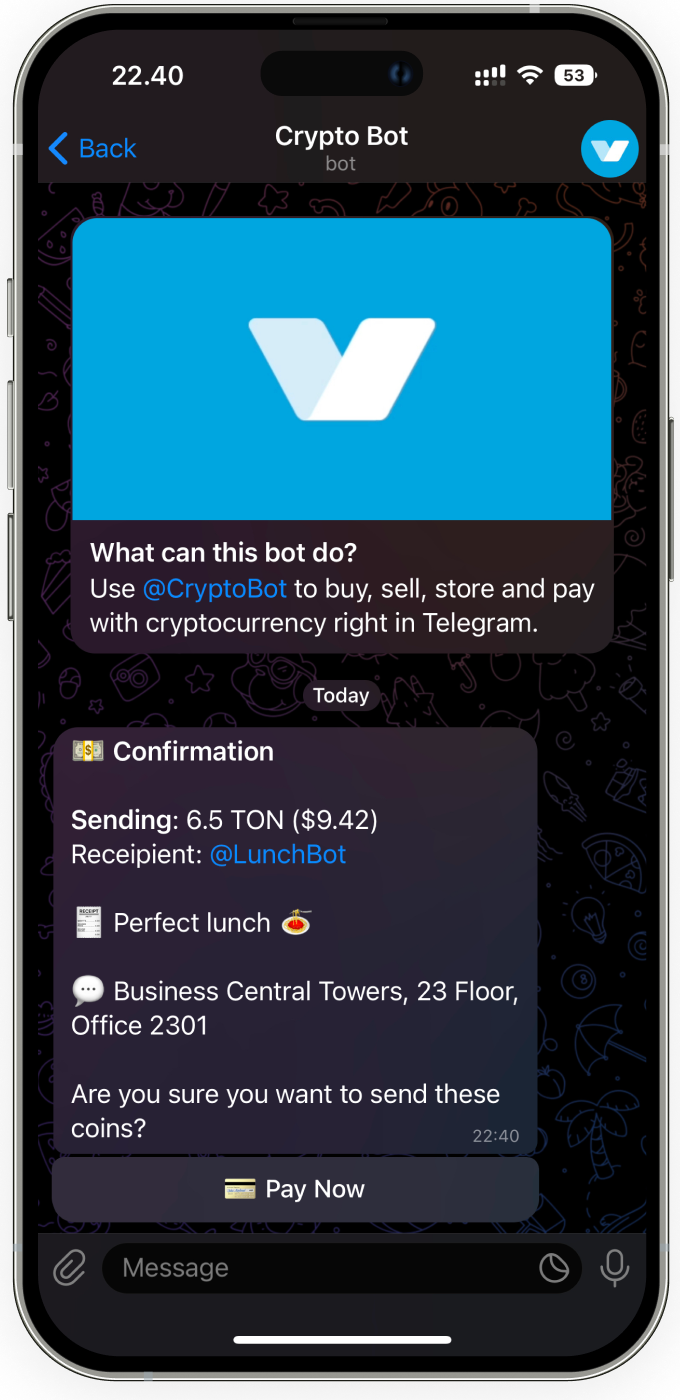 22.40
53
Back
Crypto Bot
bot
What can this bot do?
Use @CryptoBot to buy, sell, store and pay
with cryptocurrency right in Telegram.
Today
Confirmation
Sending: 6.5 TON ($9.42)
Receipient: @LunchBot
RECEIPT
Perfect lunch
Business Central Towers, 23 Floor,
Office 2301
Are you sure you want to send these
coins?
22:40
Pay Now
Message